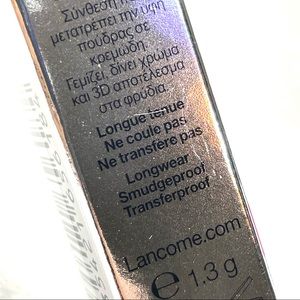 Σύνθεση π
μετατρέπει την υφή
πούδρας σε
κρεμώδη.
Γεμίζει, δίνει χρώμα
και 3D αποτέλεσμα
στα φρύδια.
Longue tenue
Ne coule pas
Ne transfère pas
Longwear
Smudgeproof
Transferproof
Lancome.com
e 1.3 g